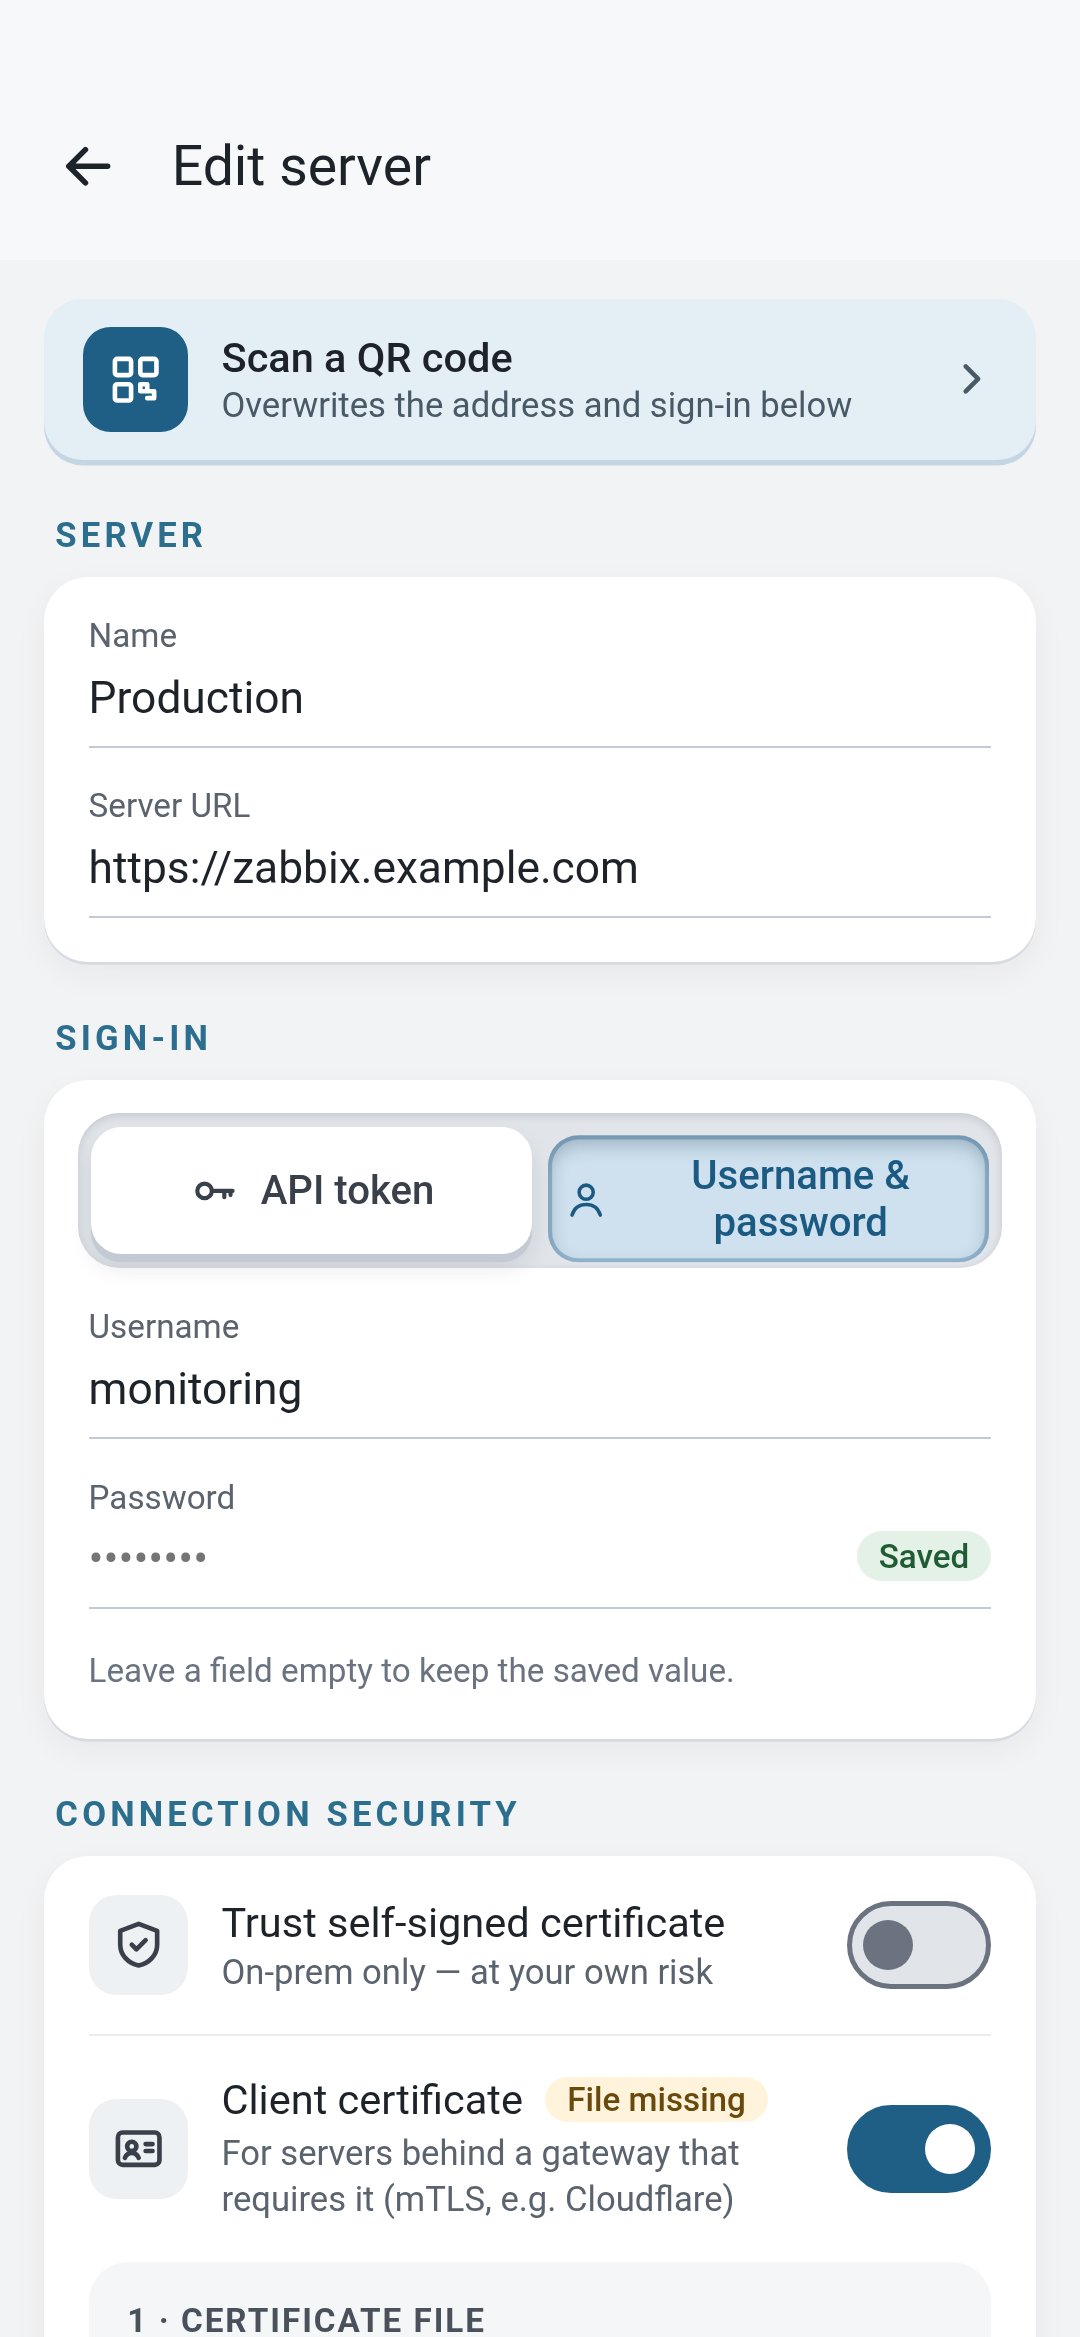 Edit server
Scan a QR code
Overwrites the address and sign-in below
SERVER
Name
Production
Server URL
https://zabbix.example.com
SIGN-IN
API token
Username &
password
Username
monitoring
Password
••••••••
Saved
Leave a field empty to keep the saved value.
CONNECTION SECURITY
Trust self-signed certificate
On-prem only — at your own risk
Client certificate
File missing
For servers behind a gateway that
requires it (mTLS, e.g. Cloudflare)
1 · CERTIFICATE FILE